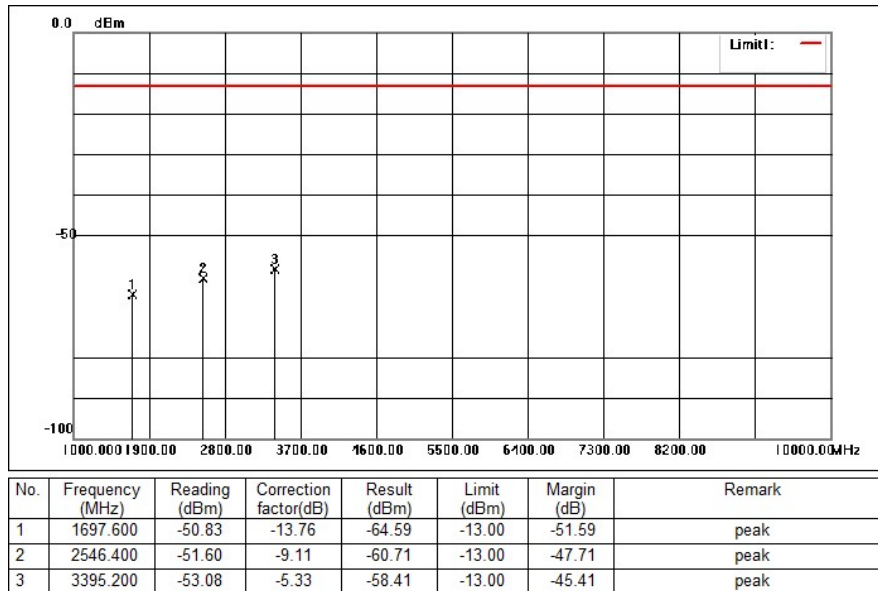 0.0 dBm
Limit1:
-50
1
2
3
-100
1000.000 1900.00 2800.00 3700.00 4600.00 5500.00 6400.00 7300.00 8200.00 10000.00 MHz
No. Frequency (MHz) Reading (dBm) Correction factor(dB) Result (dBm) Limit (dBm) Margin (dB) Remark
1 1697.600 -50.83 -13.76 -64.59 -13.00 -51.59 peak
2 2546.400 -51.60 -9.11 -60.71 -13.00 -47.71 peak
3 3395.200 -53.08 -5.33 -58.41 -13.00 -45.41 peak